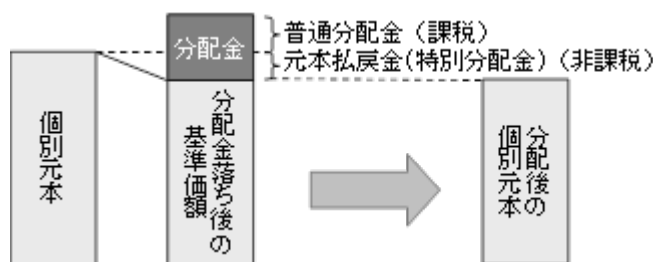 分配金
普通分配金（課税）
元本払戻金(特別分配金)（非課税）
個別元本
分配金落ち後の
基準価額
分配後の
個別元本